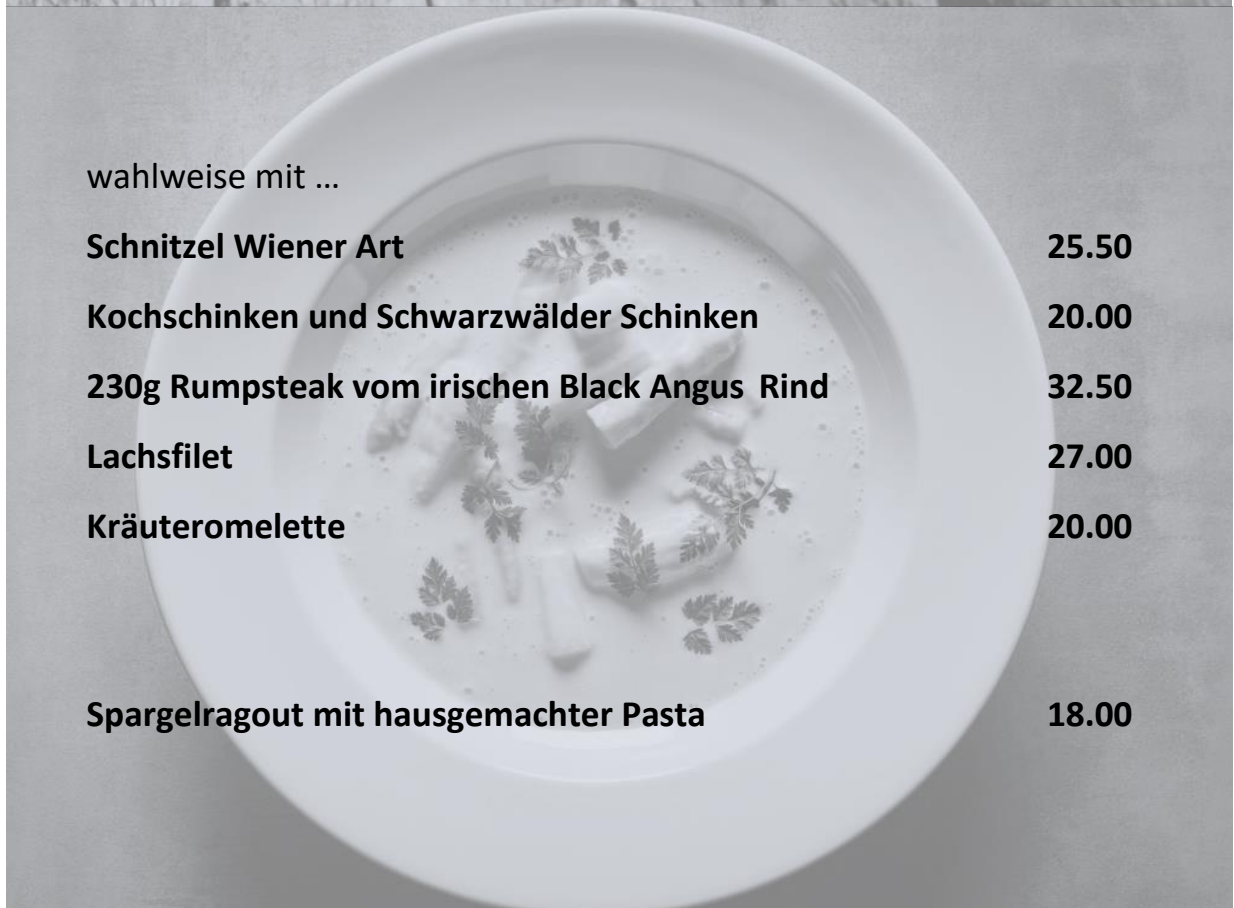 wahlweise mit …
Schnitzel Wiener Art 25.50
Kochschinken und Schwarzwälder Schinken 20.00
230g Rumpsteak vom irischen Black Angus Rind 32.50
Lachsfilet 27.00
Kräuteromelette 20.00
Spargelragout mit hausgemachter Pasta 18.00